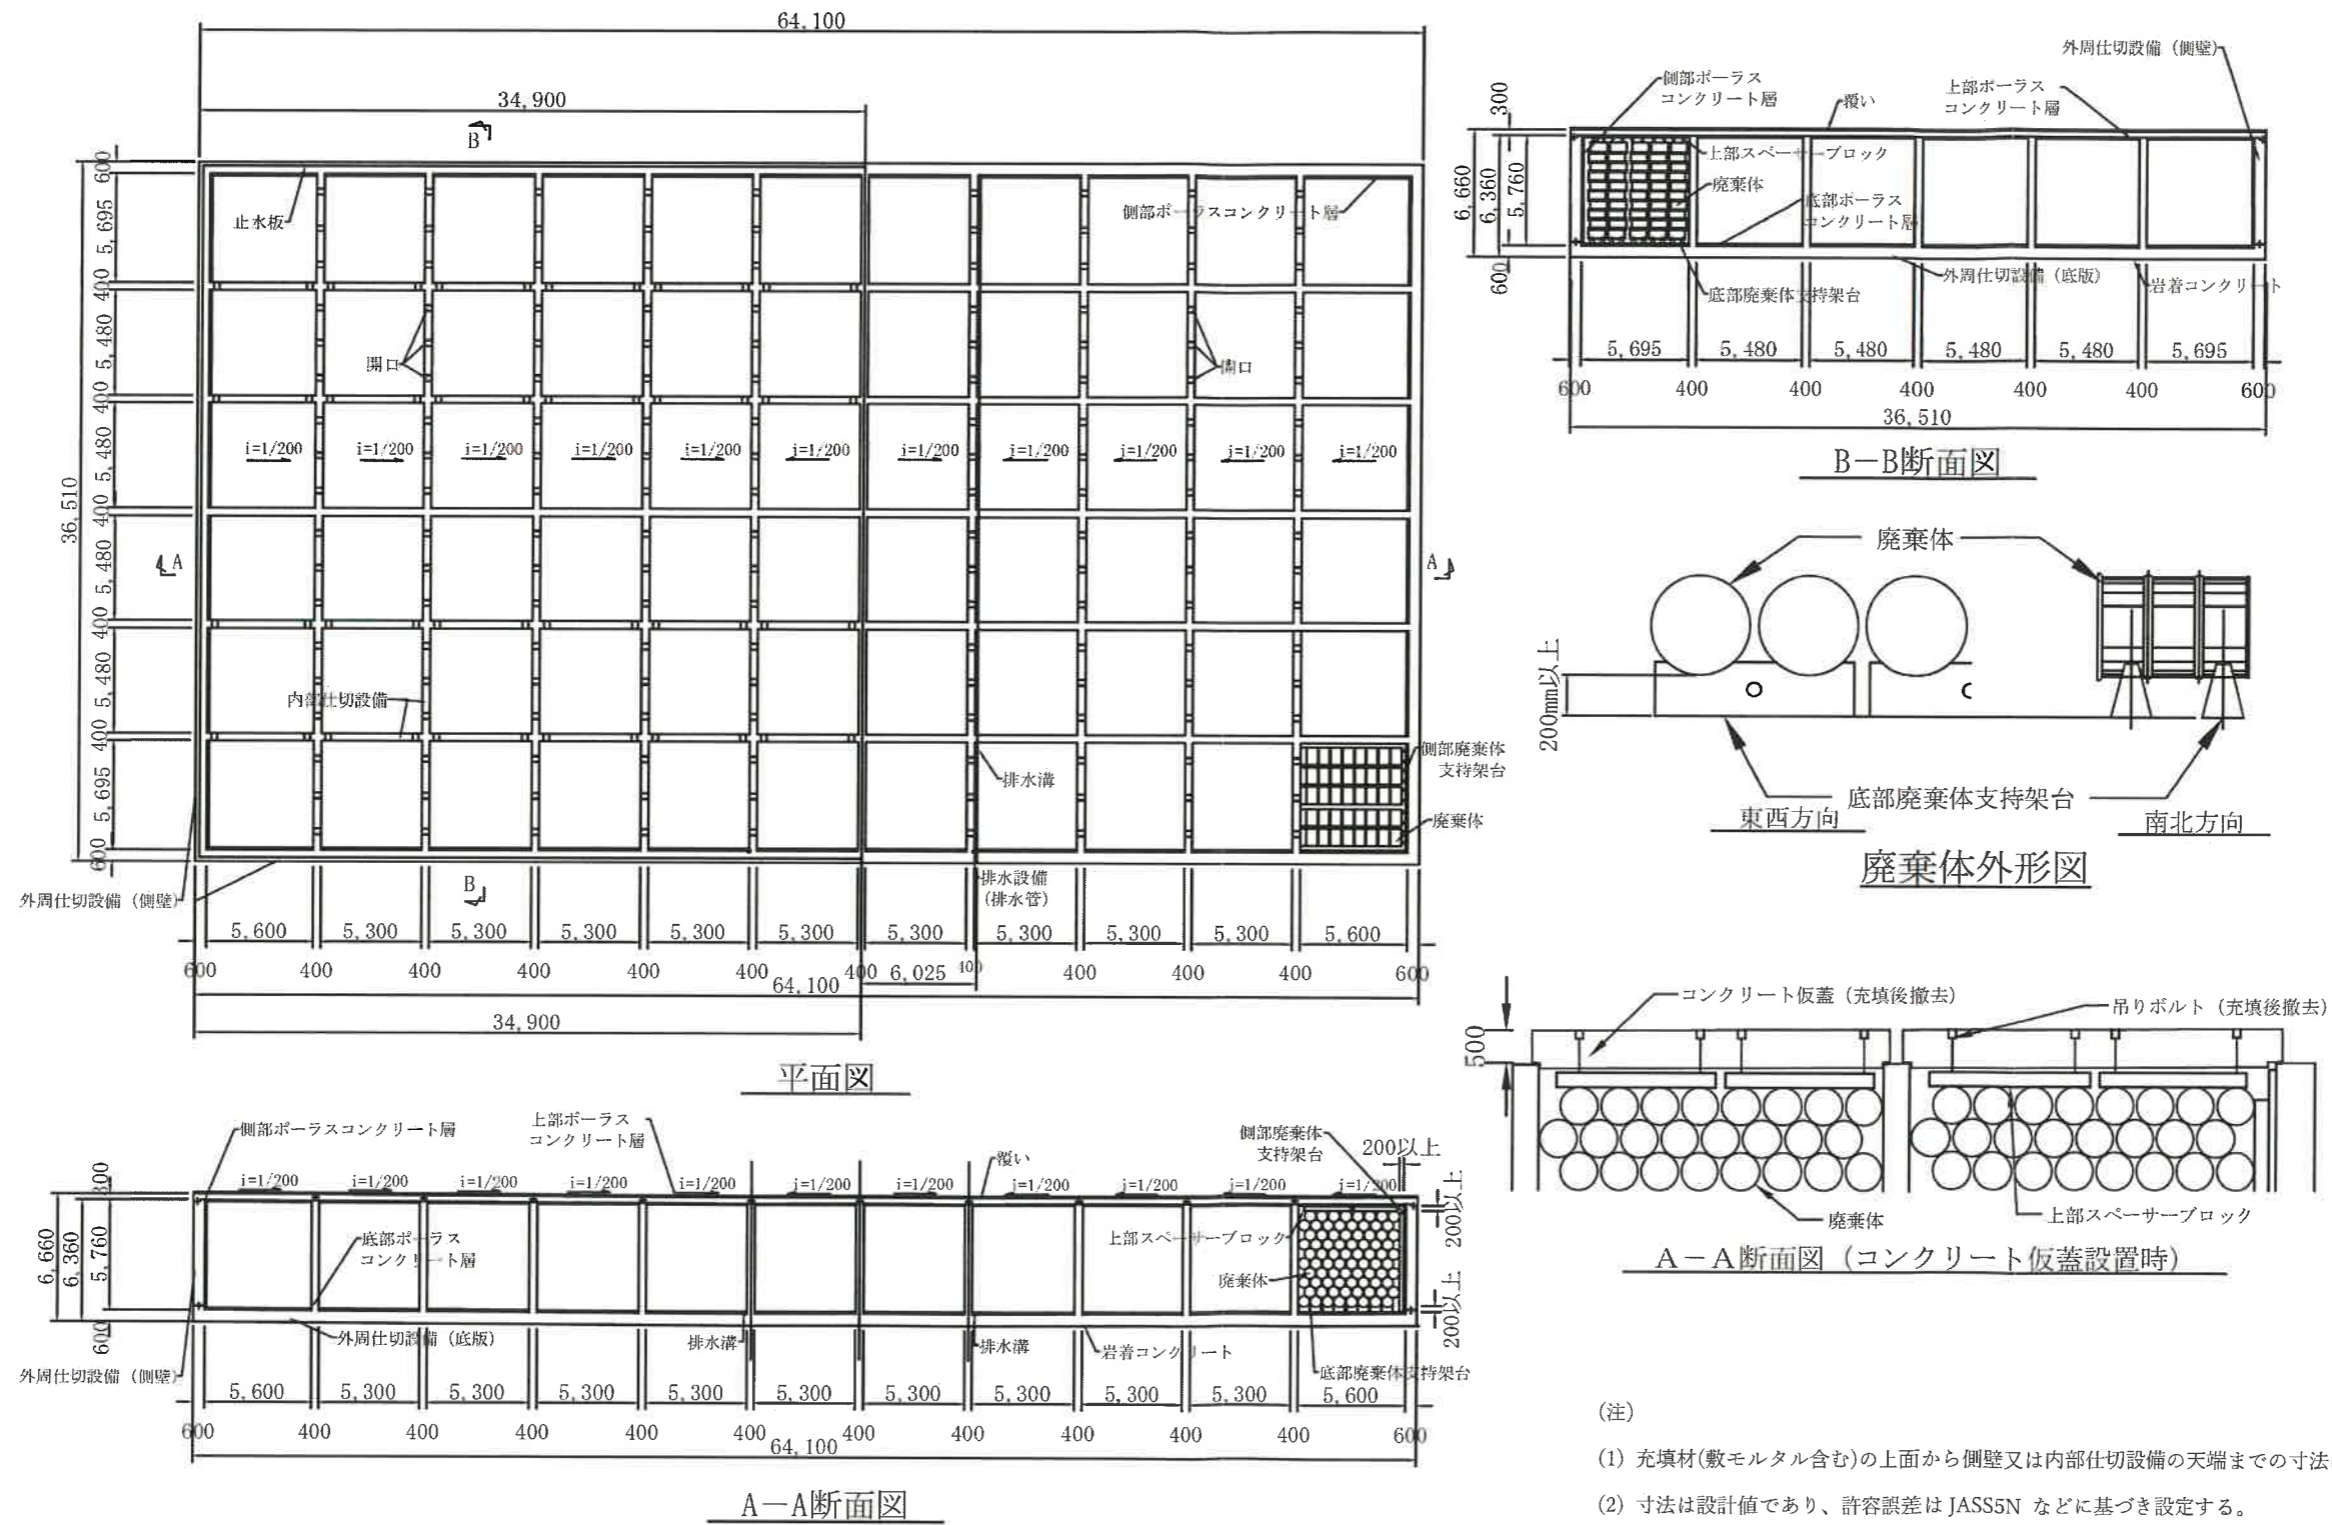 64,100
34,900
B
600
5,695
400
5,480
400
5,480
400
5,480
400
5,480
400
5,695
600
36,510
止水板
側部ポーラスコンクリート層
開口
開口
i=1/200 i=1/200 i=1/200 i=1/200 i=1/200 i=1/200 i=1/200 i=1/200 i=1/200 i=1/200 i=1/200
A
A
内部仕切設備
排水溝
側部廃棄体
支持架台
廃棄体
外周仕切設備（側壁）
B
排水設備
（排水管）
5,600 5,300 5,300 5,300 5,300 5,300 5,300 5,300 5,300 5,300 5,600
600 400 400 400 400 400 400 6,025 400 400 400 400 600
64,100
34,900
平面図
側部ポーラスコンクリート層
上部ポーラス
コンクリート層
覆い
側部廃棄体
支持架台
200以上
i=1/200 i=1/200 i=1/200 i=1/200 i=1/200 i=1/200 i=1/200 i=1/200 i=1/200 i=1/200 i=1/200
300
6,660
6,360
5,760
600
200以上
200以上
底部ポーラス
コンクリート層
上部スペーサーブロック
廃棄体
外周仕切設備（底版）
排水溝
排水溝
岩着コンクリート
底部廃棄体支持架台
外周仕切設備（側壁）
5,600 5,300 5,300 5,300 5,300 5,300 5,300 5,300 5,300 5,300 5,600
600 400 400 400 400 400 400 400 400 400 400 600
64,100
A－A断面図
外周仕切設備（側壁）
側部ポーラス
コンクリート層
覆い
上部ポーラス
コンクリート層
300
6,660
6,360
5,760
600
上部スペーサーブロック
廃棄体
底部ポーラス
コンクリート層
外周仕切設備（底版）
岩着コンクリート
底部廃棄体支持架台
5,695 5,480 5,480 5,480 5,480 5,695
600 400 400 400 400 400 600
36,510
B－B断面図
廃棄体
200mm以上
底部廃棄体支持架台
東西方向
南北方向
廃棄体外形図
コンクリート仮蓋（充填後撤去）
吊りボルト（充填後撤去）
500
廃棄体
上部スペーサーブロック
A－A断面図（コンクリート仮蓋設置時）
（注）
(1) 充填材(敷モルタル含む)の上面から側壁又は内部仕切設備の天端までの寸法
(2) 寸法は設計値であり、許容誤差は JASS5N などに基づき設定する。